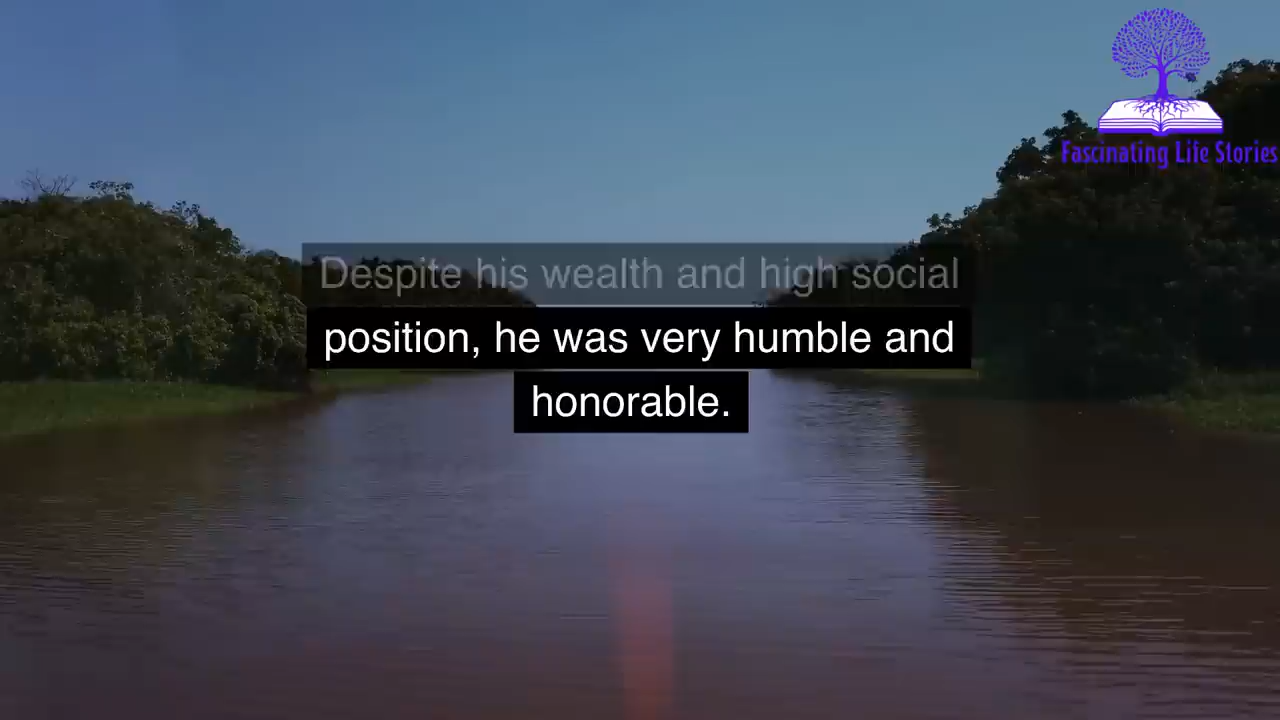 Fascinating Life Stories
Despite his wealth and high social
position, he was very humble and
honorable.